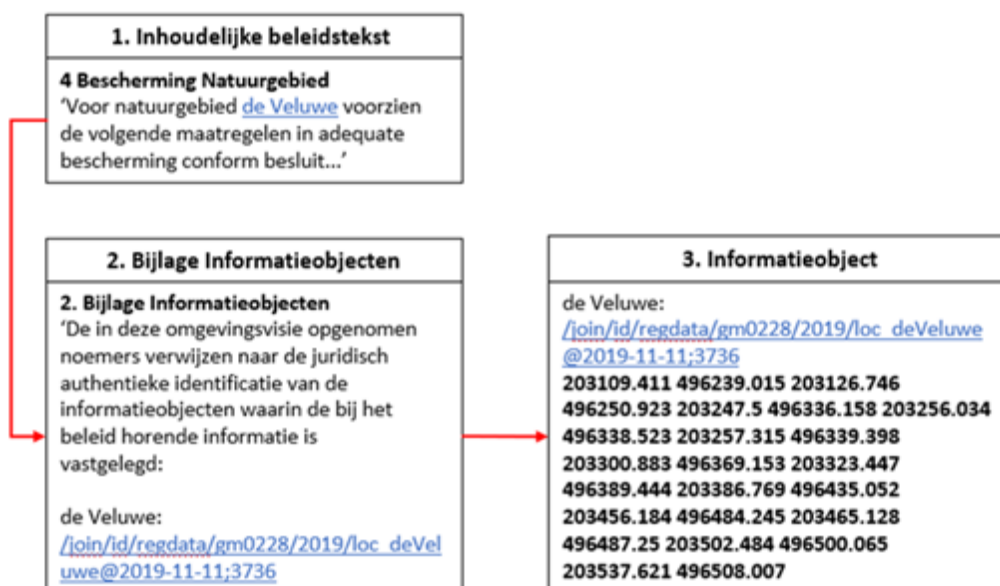 1. Inhoudelijke beleidstekst
4 Bescherming Natuurgebied
'Voor natuurgebied de Veluwe voorzien
de volgende maatregelen in adequate
bescherming conform besluit...'
2. Bijlage Informatieobjecten
2. Bijlage Informatieobjecten
'De in deze omgevingsvisie opgenomen
noemers verwijzen naar de juridisch
authentieke identificatie van de
informatieobjecten waarin de bij het
beleid horende informatie is
vastgelegd:
de Veluwe:
/join/id/regdata/gm0228/2019/loc_deVel
uwe@2019-11-11;3736
3. Informatieobject
de Veluwe:
/join/id/regdata/gm0228/2019/loc_deVeluwe
@2019-11-11;3736
203109.411 496239.015 203126.746
496250.923 203247.5 496336.158 203256.034
496338.523 203257.315 496339.398
203300.883 496369.153 203323.447
496389.444 203386.769 496435.052
203456.184 496484.245 203465.128
496487.25 203502.484 496500.065
203537.621 496508.007